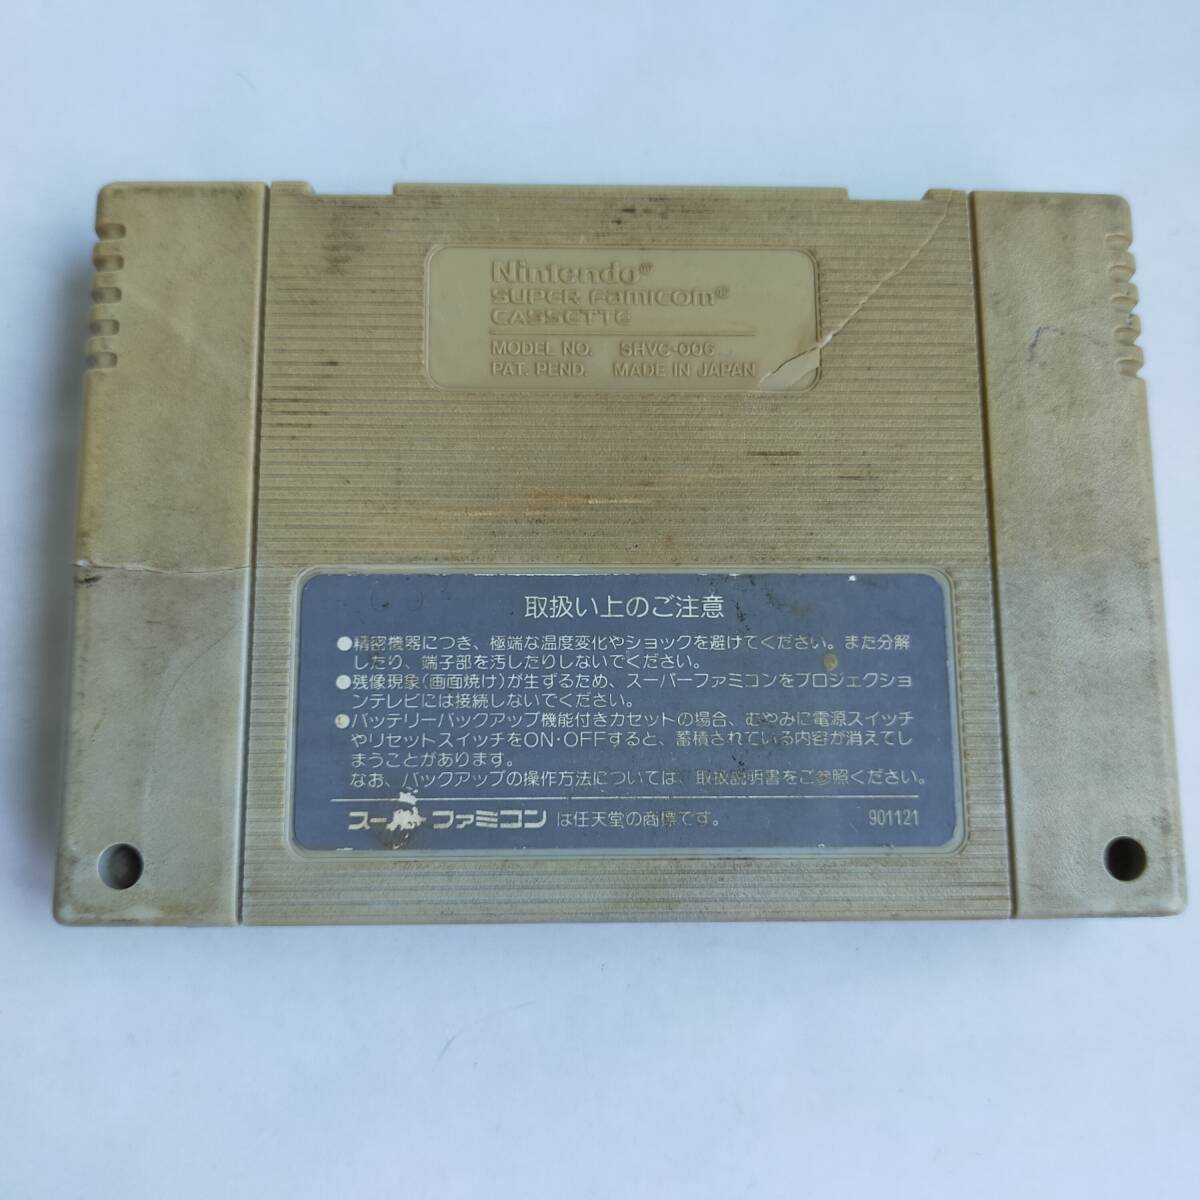 Nintendo®
SUPER Famicom®
CASSETTE
MODEL NO. SHVC-006
PAT. PEND. MADE IN JAPAN
取扱い上のご注意
●精密機器につき、極端な温度変化やショックを避けてください。また分解
したり、端子部を汚したりしないでください。
●残像現象(画面焼け)が生ずるため、スーパーファミコンをプロジェクショ
ンテレビには接続しないでください。
●バッテリーバックアップ機能付きカセットの場合、むやみに電源スイッチ
やリセットスイッチをON・OFFすると、蓄積されている内容が消えてし
まうことがあります。
なお、バックアップの操作方法については、取扱説明書をご参照ください。
スーパーファミコン は任天堂の商標です。 901121